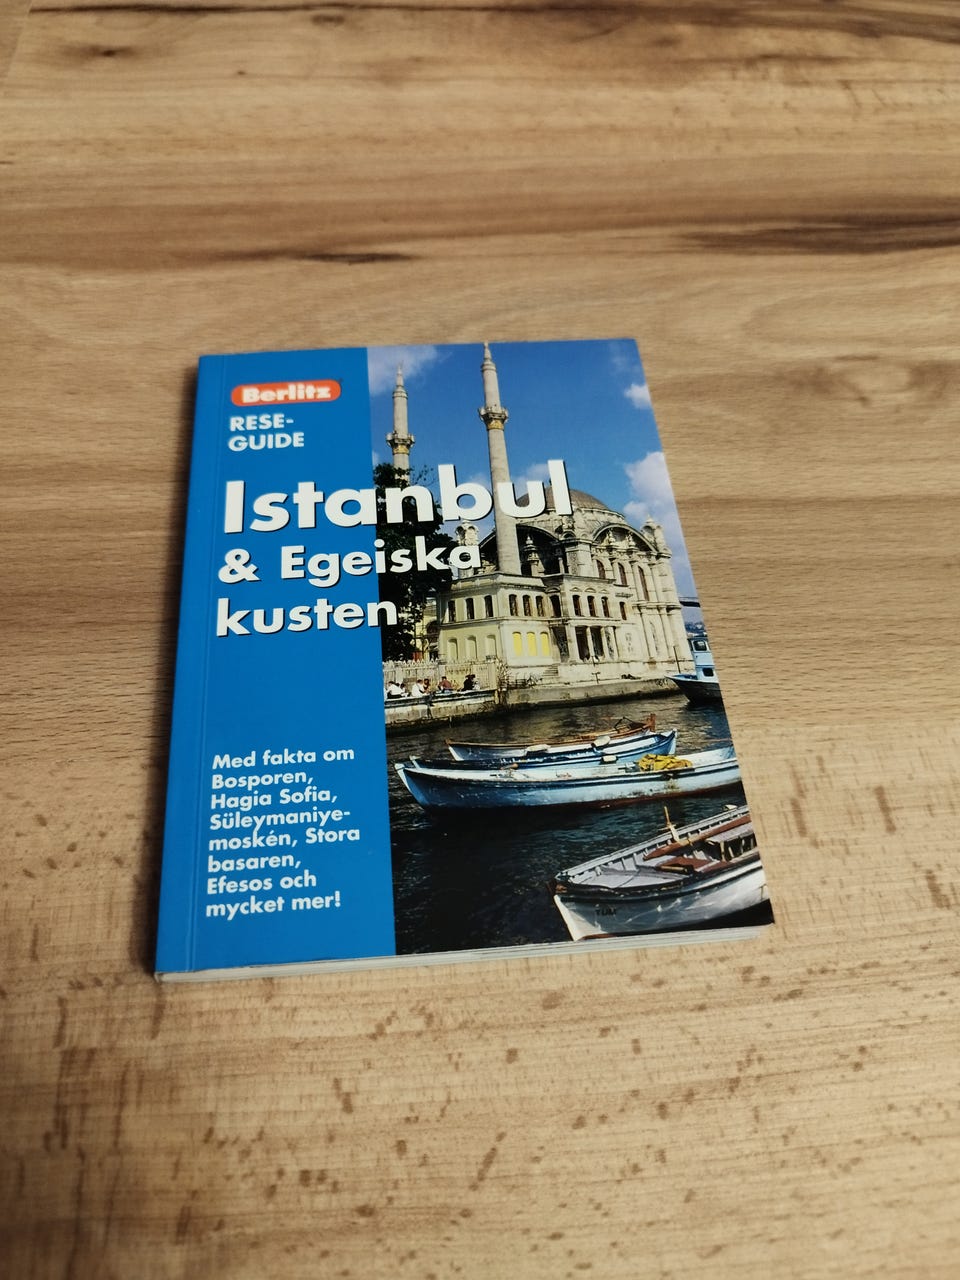 Berlitz
RESE-
GUIDE
Istanbul
& Egeiska
kusten
Med fakta om
Bosporen,
Hagia Sofia,
Süleymaniye-
moskén, Stora
basaren,
Efesos och
mycket mer!
TUM